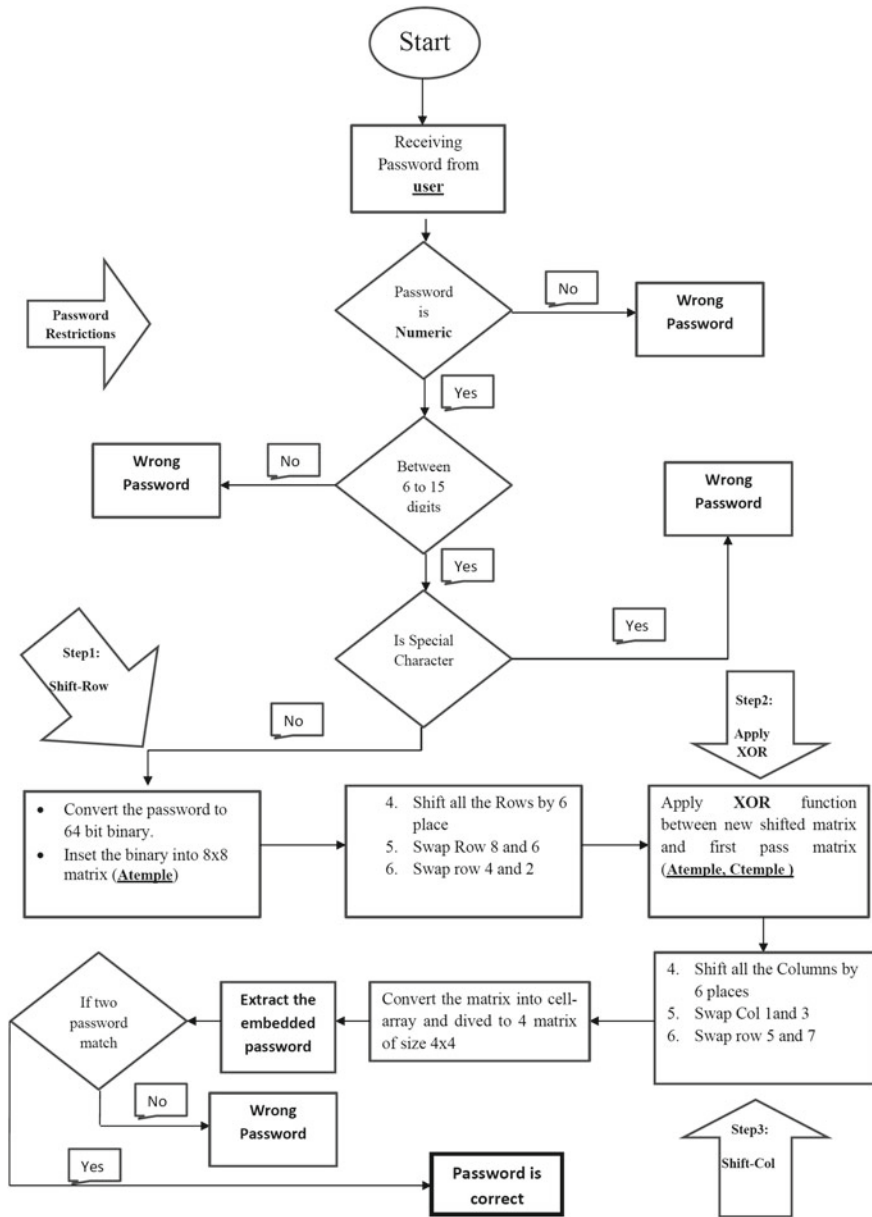 Start
Receiving
Password from
user
Password
is
Numeric
No
Wrong
Password
Password
Restrictions
Yes
Between
6 to 15
digits
No
Wrong
Password
Wrong
Password
Yes
Is Special
Character
Yes
Step1:
Shift-Row
No
Step2:
Apply
XOR
• Convert the password to
64 bit binary.
• Inset the binary into 8x8
matrix (Atemple)
4. Shift all the Rows by 6
place
5. Swap Row 8 and 6
6. Swap row 4 and 2
Apply XOR function
between new shifted matrix
and first pass matrix
(Atemple, Ctemple )
4. Shift all the Columns by
6 places
5. Swap Col 1and 3
6. Swap row 5 and 7
Convert the matrix into cell-
array and dived to 4 matrix
of size 4x4
Extract the
embedded
password
If two
password
match
No
Wrong
Password
Yes
Password is
correct
Step3:
Shift-Col